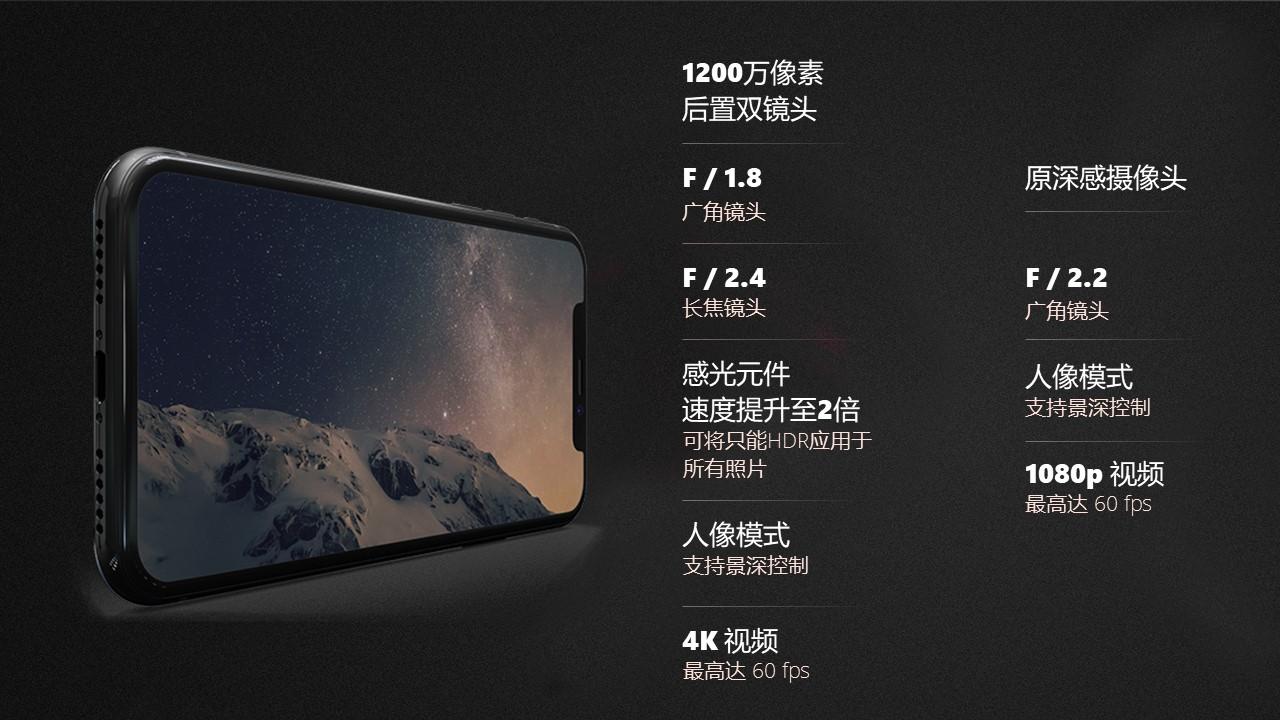 1200万像素
后置双镜头
F / 1.8
广角镜头
F / 2.4
长焦镜头
感光元件
速度提升至2倍
可将只能HDR应用于
所有照片
人像模式
支持景深控制
4K 视频
最高达 60 fps
原深感摄像头
F / 2.2
广角镜头
人像模式
支持景深控制
1080p 视频
最高达 60 fps